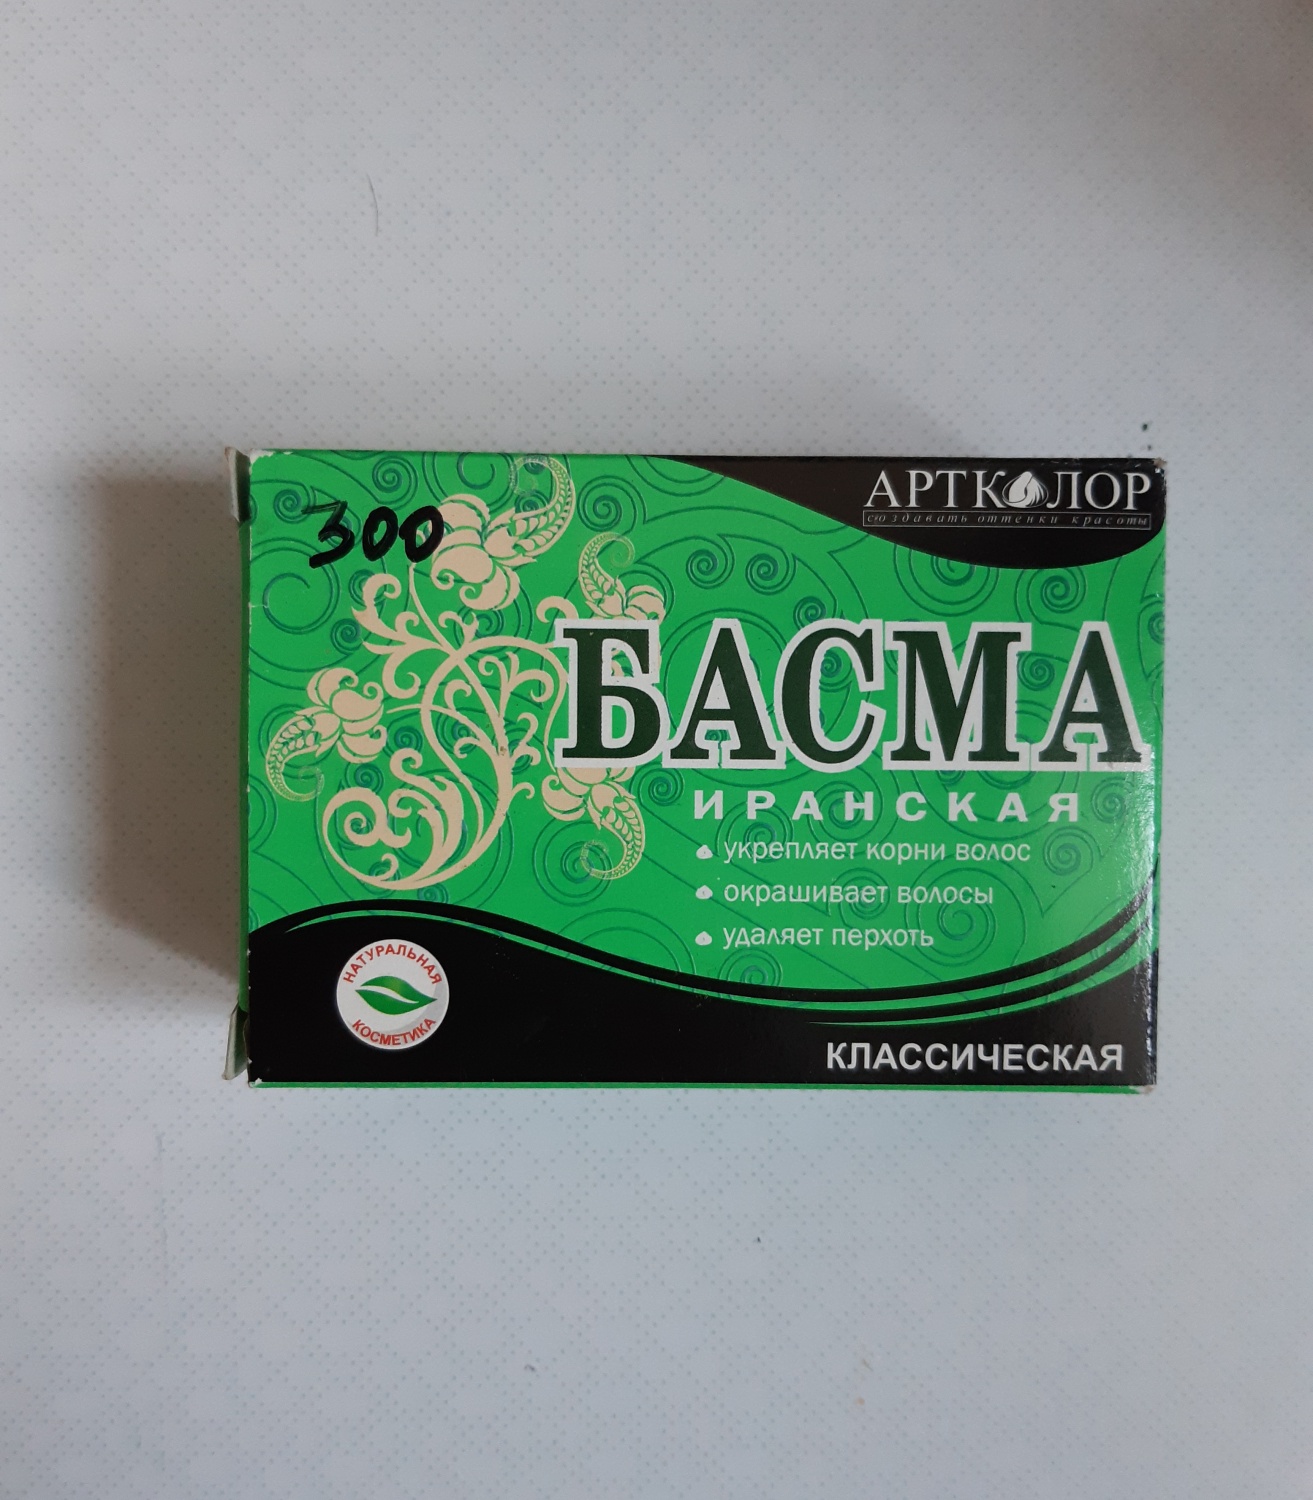 300
АРТКОЛОР
создавать оттенки красоты
БАСМА
ИРАНСКАЯ
укрепляет корни волос
окрашивает волосы
удаляет перхоть
НАТУРАЛЬНАЯ
КОСМЕТИКА
КЛАССИЧЕСКАЯ